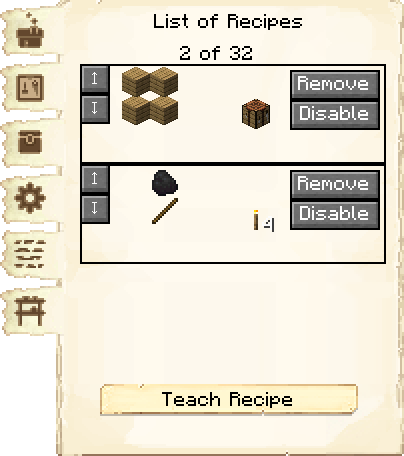 List of Recipes
2 of 32
Remove
Disable
Remove
Disable
4
Teach Recipe